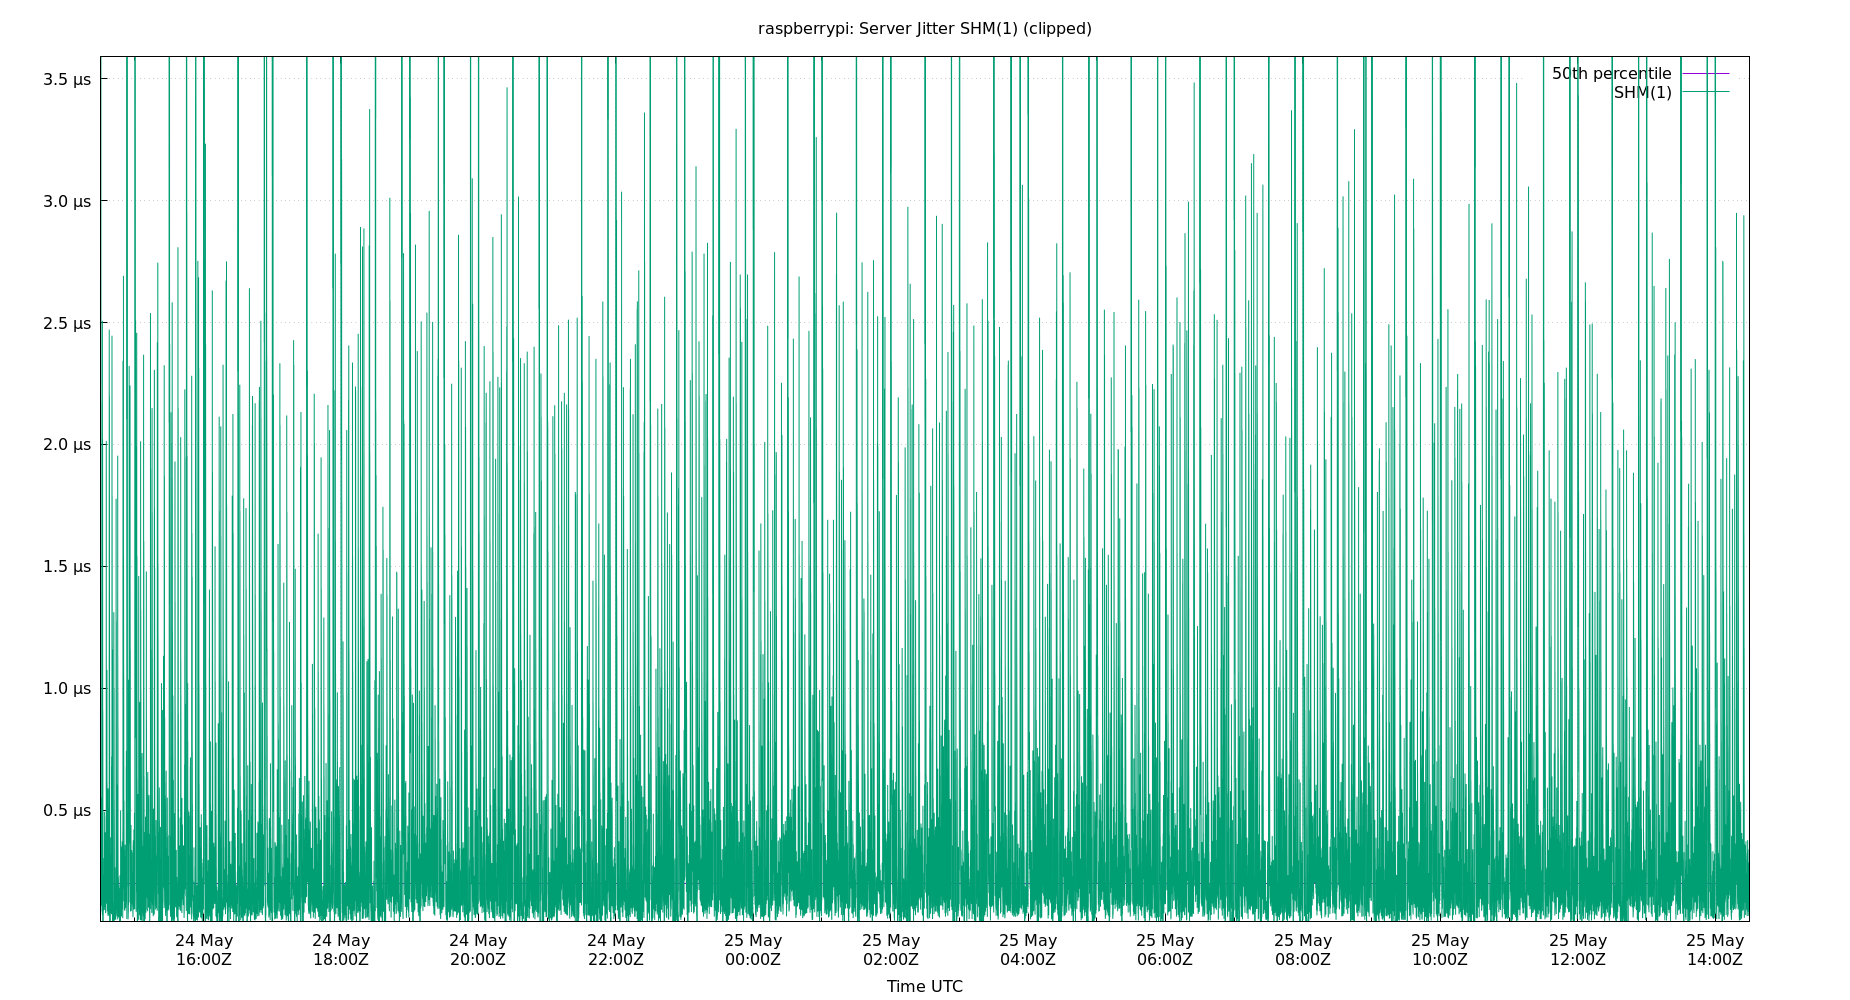 raspberrypi: Server Jitter SHM(1) (clipped)
50th percentile
SHM(1)
3.5 µs
3.0 µs
2.5 µs
2.0 µs
1.5 µs
1.0 µs
0.5 µs
24 May 24 May 24 May 24 May 25 May 25 May 25 May 25 May 25 May 25 May 25 May 25 May
16:00Z 18:00Z 20:00Z 22:00Z 00:00Z 02:00Z 04:00Z 06:00Z 08:00Z 10:00Z 12:00Z 14:00Z
Time UTC